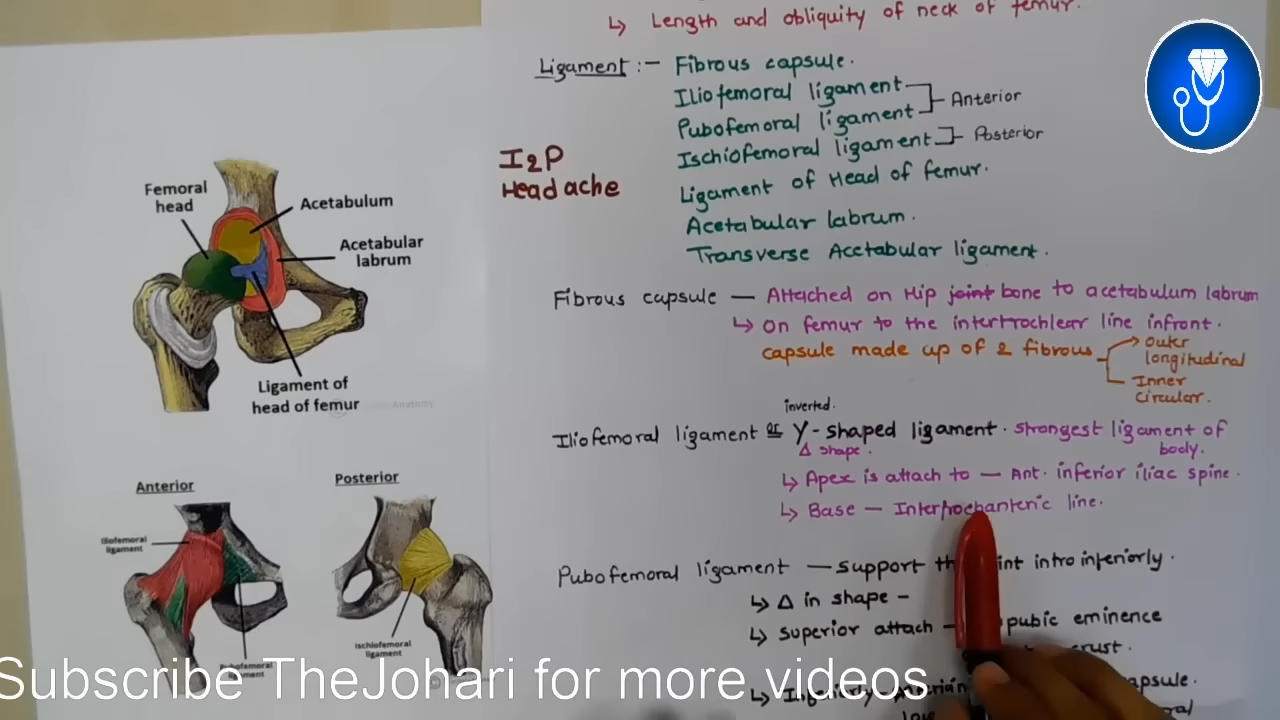 ↳ Length and obliquity of neck of femur.
Ligament :- Fibrous capsule.
Iliofemoral ligament
Pubofemoral ligament
Anterior
Ischiofemoral ligament
Posterior
Ligament of Head of femur.
Acetabular labrum.
Transverse Acetabular ligament.
I2P
Headache
Fibrous capsule — Attached on Hip joint bone to acetabulum labrum
↳ on femur to the intertrochlear line infront.
capsule made up of 2 fibrous
outer
longitudinal
Inner
circular.
inverted.
Iliofemoral ligament or Y-shaped ligament. strongest ligament of
Δ shape.
body.
↳ Apex is attach to — Ant. inferior iliac spine.
↳ Base — Intertrochanteric line.
Pubofemoral ligament — support int intro inferiorly.
↳ Δ in shape -
↳ superior attach - pubic eminence
crust.
capsule.
Femoral
head
Acetabulum
Acetabular
labrum
Ligament of
head of femur
Anterior
Iliofemoral
ligament
Posterior
Ischiofemoral
ligament
Subscribe TheJohari for more videos